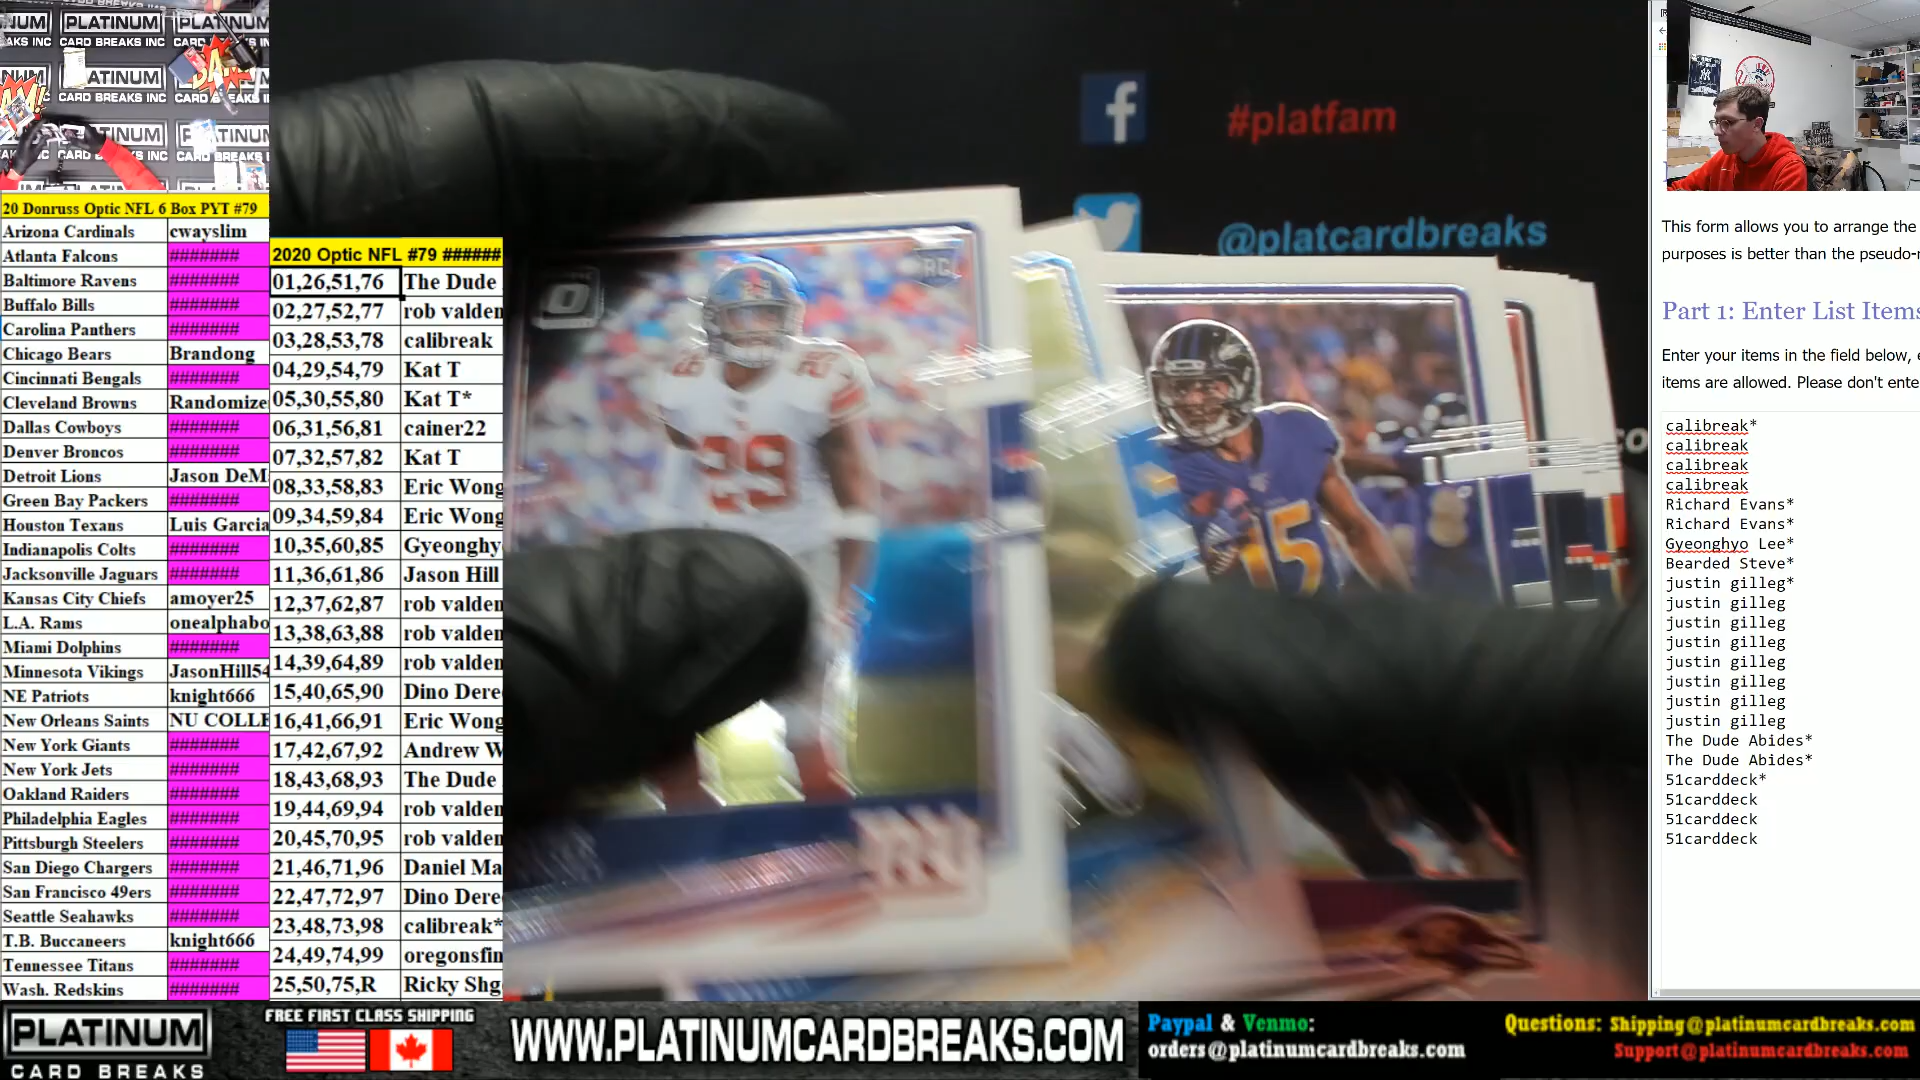 PLATINUM
CARD BREAKS INC
20 Donruss Optic NFL 6 Box PYT #79
Arizona Cardinals cwayslim
Atlanta Falcons #######
Baltimore Ravens #######
Buffalo Bills #######
Carolina Panthers #######
Chicago Bears Brandong
Cincinnati Bengals #######
Cleveland Browns Randomize
Dallas Cowboys #######
Denver Broncos #######
Detroit Lions Jason DeM
Green Bay Packers #######
Houston Texans Luis Garcia
Indianapolis Colts #######
Jacksonville Jaguars #######
Kansas City Chiefs amoyer25
L.A. Rams onealphabo
Miami Dolphins #######
Minnesota Vikings JasonHill54
NE Patriots knight666
New Orleans Saints NU COLLE
New York Giants #######
New York Jets #######
Oakland Raiders #######
Philadelphia Eagles #######
Pittsburgh Steelers #######
San Diego Chargers #######
San Francisco 49ers #######
Seattle Seahawks #######
T.B. Buccaneers knight666
Tennessee Titans #######
Wash. Redskins #######
2020 Optic NFL #79 ######
01,26,51,76 The Dude
02,27,52,77 rob valden
03,28,53,78 calibreak
04,29,54,79 Kat T
05,30,55,80 Kat T*
06,31,56,81 cainer22
07,32,57,82 Kat T
08,33,58,83 Eric Wong
09,34,59,84 Eric Wong
10,35,60,85 Gyeonghy
11,36,61,86 Jason Hill
12,37,62,87 rob valden
13,38,63,88 rob valden
14,39,64,89 rob valden
15,40,65,90 Dino Dere
16,41,66,91 Eric Wong
17,42,67,92 Andrew W
18,43,68,93 The Dude
19,44,69,94 rob valden
20,45,70,95 rob valden
21,46,71,96 Daniel Ma
22,47,72,97 Dino Dere
23,48,73,98 calibreak*
24,49,74,99 oregonsfin
25,50,75,R Ricky Shg
#platfam
@platcardbreaks
RC
29
15
This form allows you to arrange the
purposes is better than the pseudo-r
Part 1: Enter List Items
Enter your items in the field below, e
items are allowed. Please don't ente
calibreak*
calibreak
calibreak
calibreak
Richard Evans*
Richard Evans*
Gyeonghyo Lee*
Bearded Steve*
justin gilleg*
justin gilleg
justin gilleg
justin gilleg
justin gilleg
justin gilleg
justin gilleg
justin gilleg
The Dude Abides*
The Dude Abides*
51carddeck*
51carddeck
51carddeck
51carddeck
PLATINUM
CARD BREAKS
FREE FIRST CLASS SHIPPING
WWW.PLATINUMCARDBREAKS.COM
Paypal & Venmo:
orders@platinumcardbreaks.com
Questions: Shipping@platinumcardbreaks.com
Support@platinumcardbreaks.com